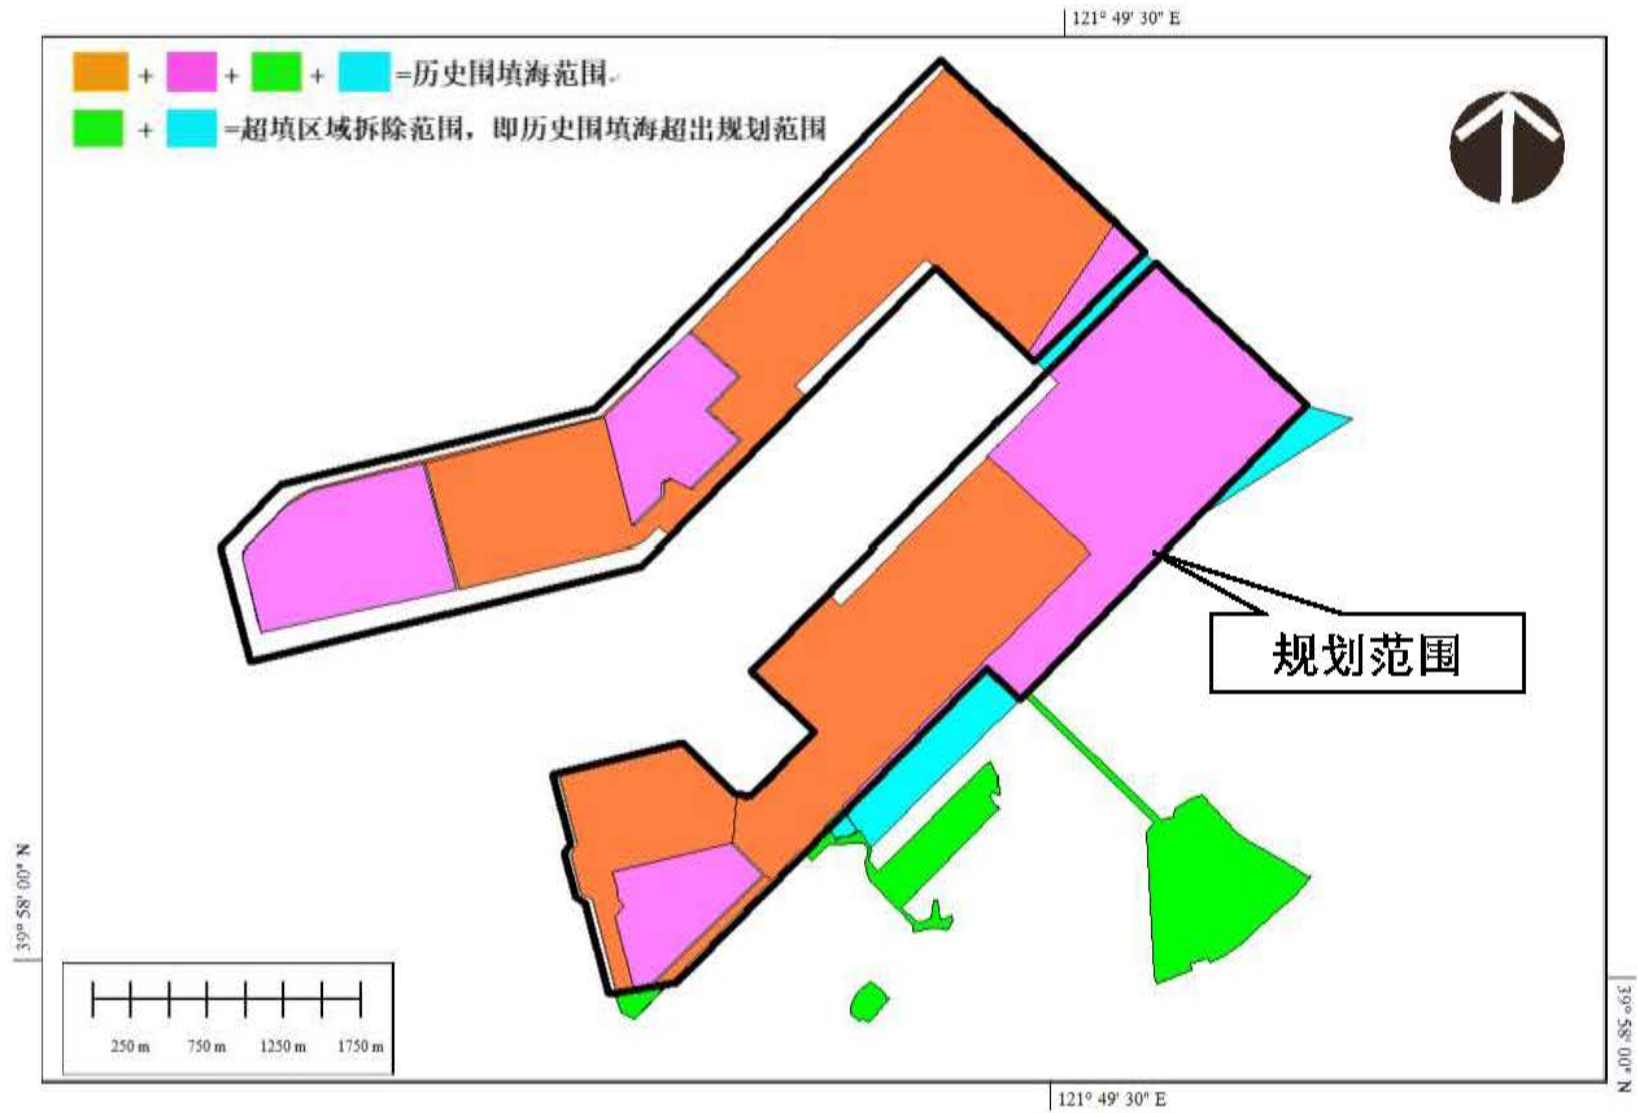 121° 49' 30" E
+ + + =历史围填海范围。
+ =超填区域拆除范围，即历史围填海超出规划范围
规划范围
39° 58' 00" N
250 m 750 m 1250 m 1750 m
39° 58' 00" N
121° 49' 30" E